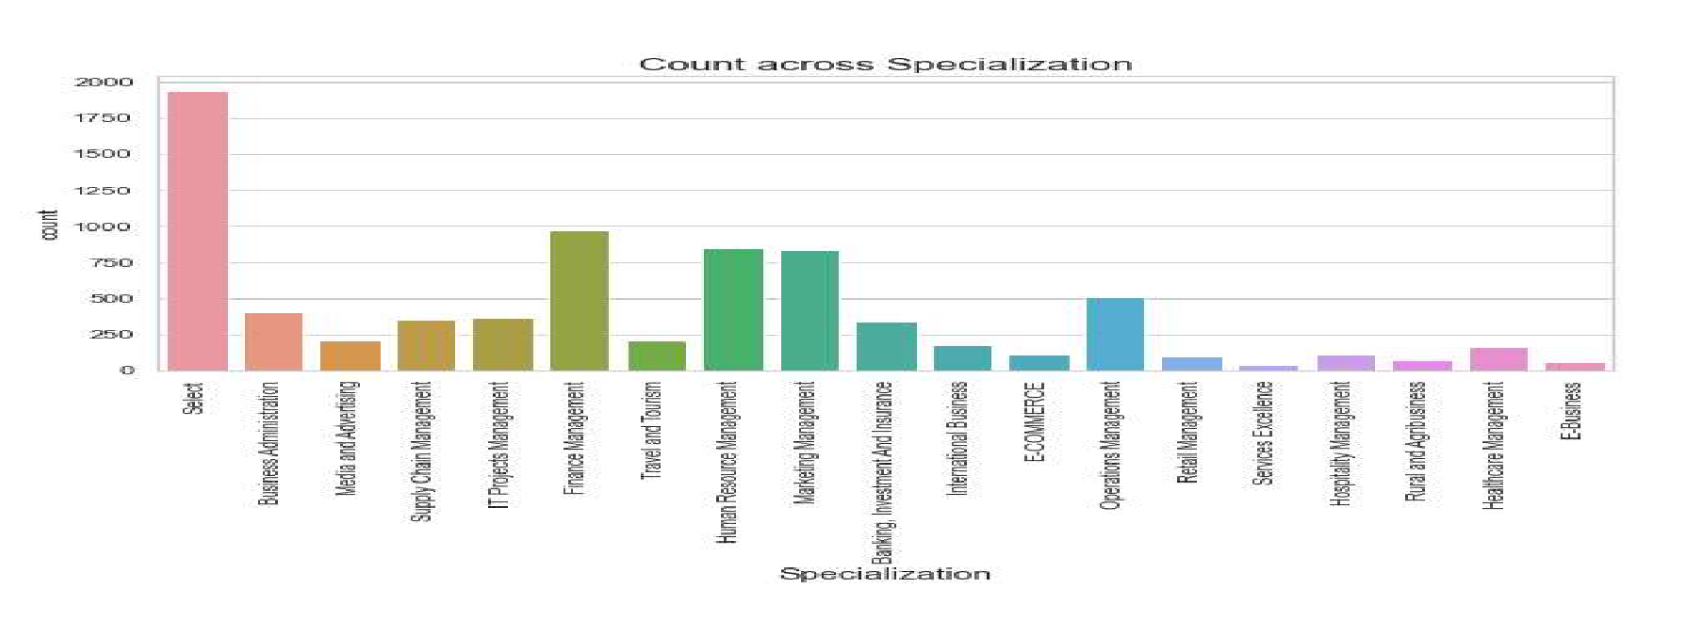 Count across Specialization
2000
1750
1500
1250
1000
750
500
250
0
count
Select
Business Administration
Media and Advertising
Supply Chain Management
IT Projects Management
Finance Management
Travel and Tourism
Human Resource Management
Marketing Management
Banking, Investment And Insurance
International Business
E-COMMERCE
Operations Management
Retail Management
Services Excellence
Hospitality Management
Rural and Agribusiness
Healthcare Management
E-Business
Specialization